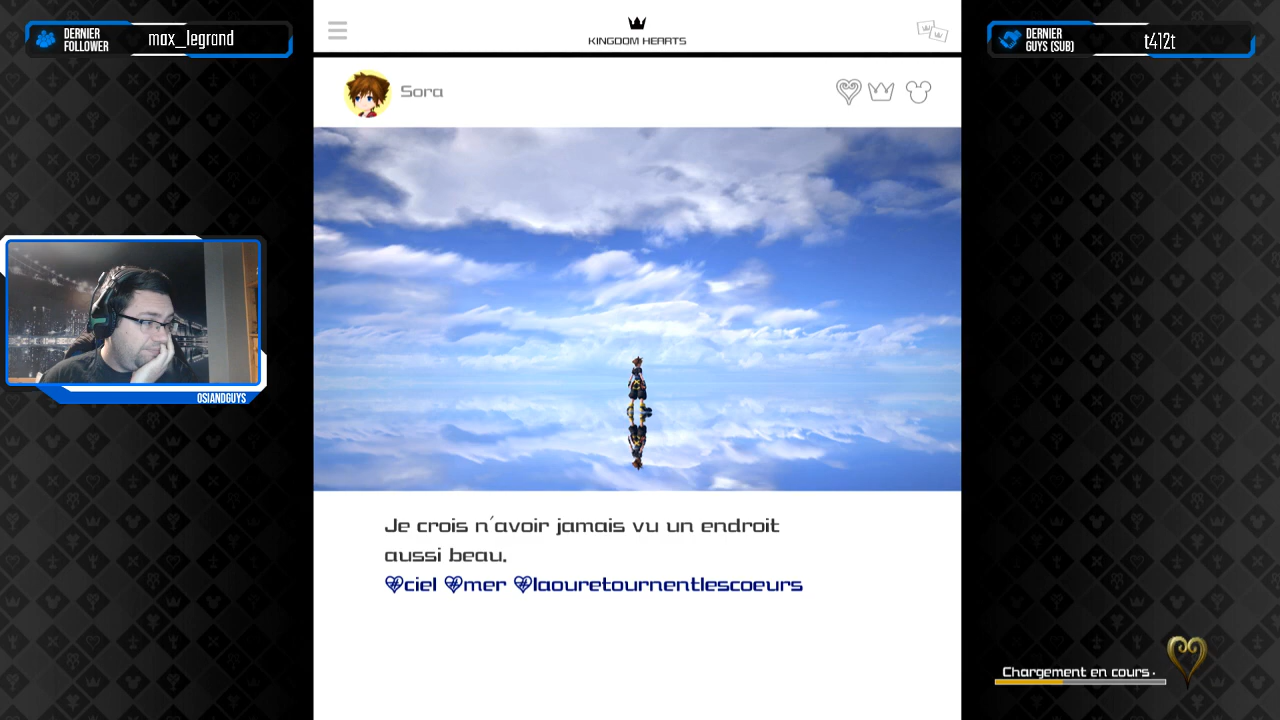 DERNIER
FOLLOWER
max_legrand
KINGDOM HEARTS
DERNIER
GUYS (SUB)
t412t
Sora
OSIANDGUYS
Je crois n'avoir jamais vu un endroit
aussi beau.
#ciel #mer #laouretournentlescoeurs
Chargement en cours.